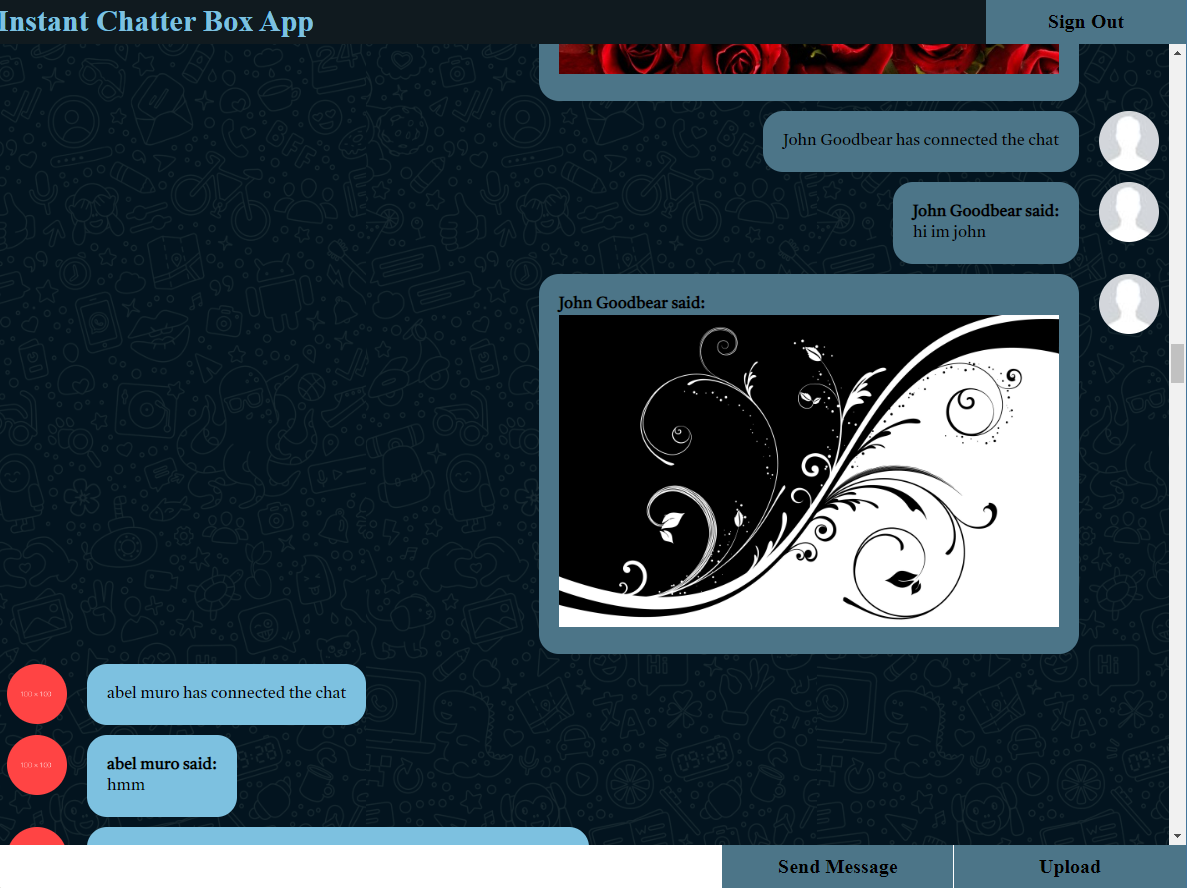 Instant Chatter Box App
Sign Out
John Goodbear has connected the chat
John Goodbear said:
hi im john
John Goodbear said:
100 × 100
abel muro has connected the chat
100 × 100
abel muro said:
hmm
Hi
Hi
Send Message
Upload